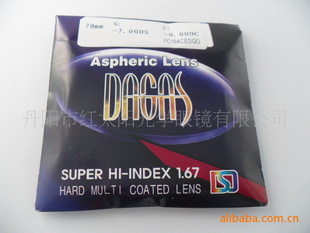 70mm S: C:
-7.00DS -0.00DC
Aspheric Lens
DAGAS
丹阳市红太阳光学眼镜有限公司
SUPER HI-INDEX 1.67
HARD MULTI COATED LENS
alibaba.com.cn